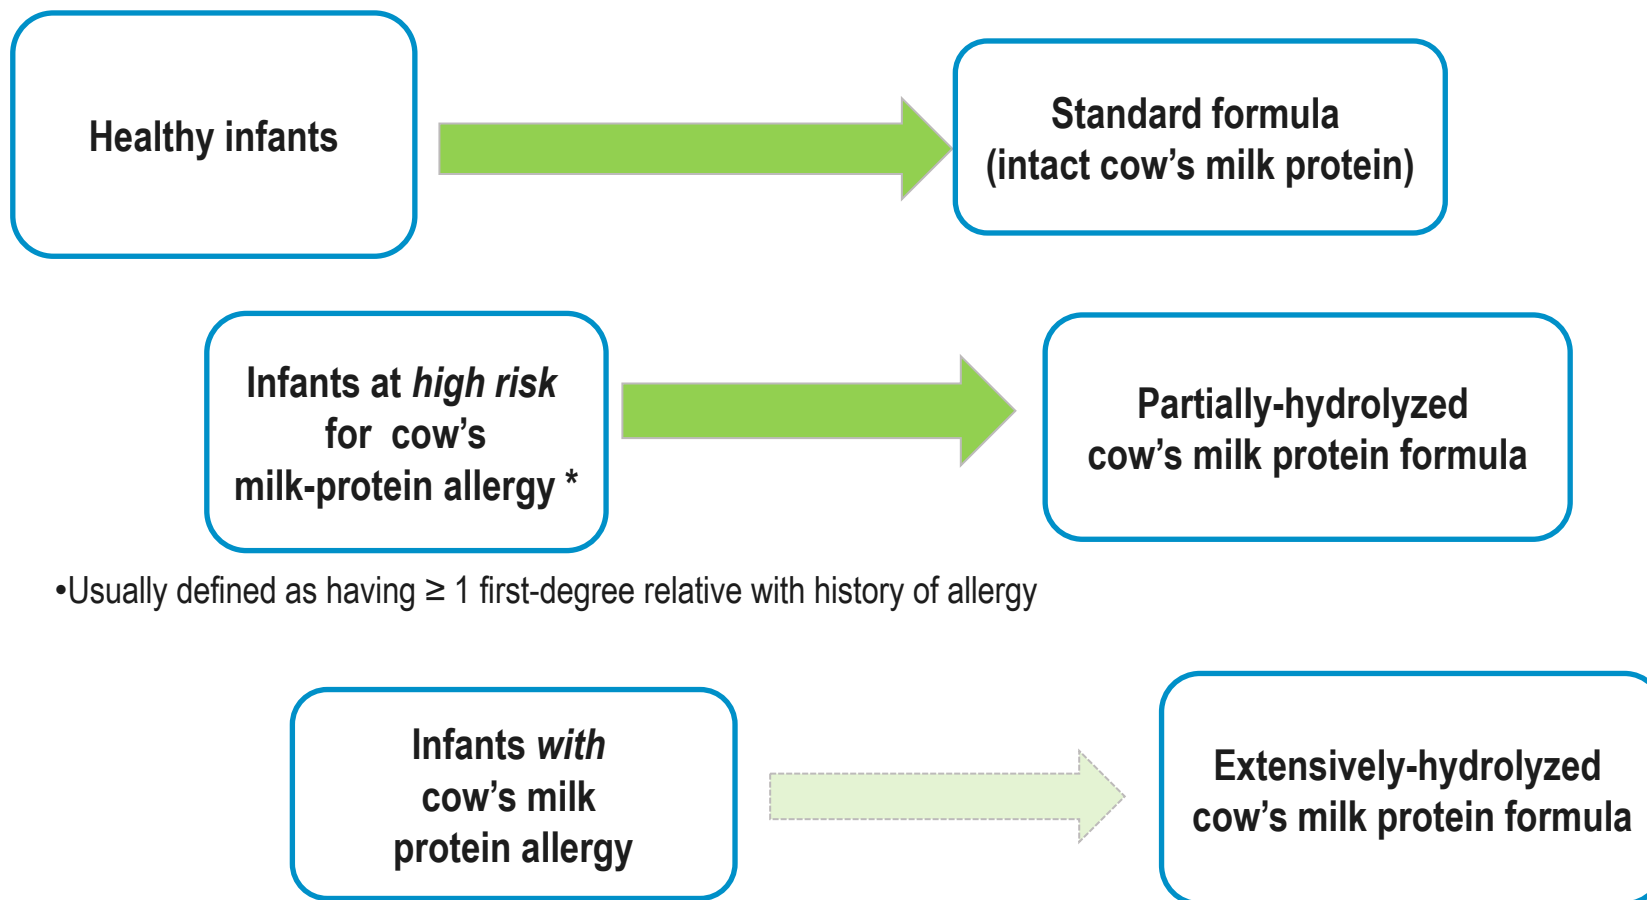 Healthy infants
Standard formula
(intact cow’s milk protein)
Infants at high risk
for  cow’s
milk-protein allergy *
Partially-hydrolyzed
cow’s milk protein formula
•Usually defined as having ≥ 1 first-degree relative with history of allergy
Infants with
cow’s milk
protein allergy
Extensively-hydrolyzed
cow’s milk protein formula